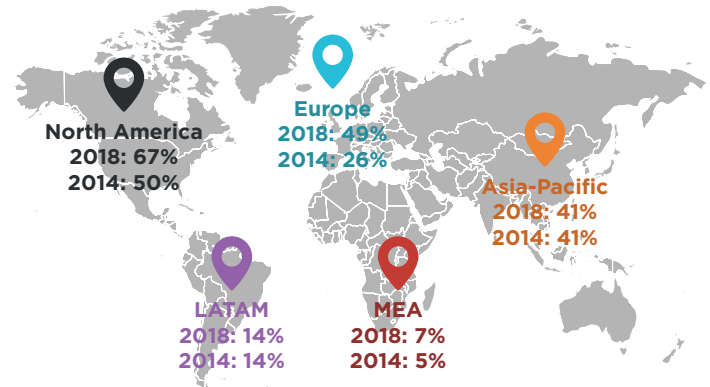 North America
2018: 67%
2014: 50%
Europe
2018: 49%
2014: 26%
Asia-Pacific
2018: 41%
2014: 41%
LATAM
2018: 14%
2014: 14%
MEA
2018: 7%
2014: 5%